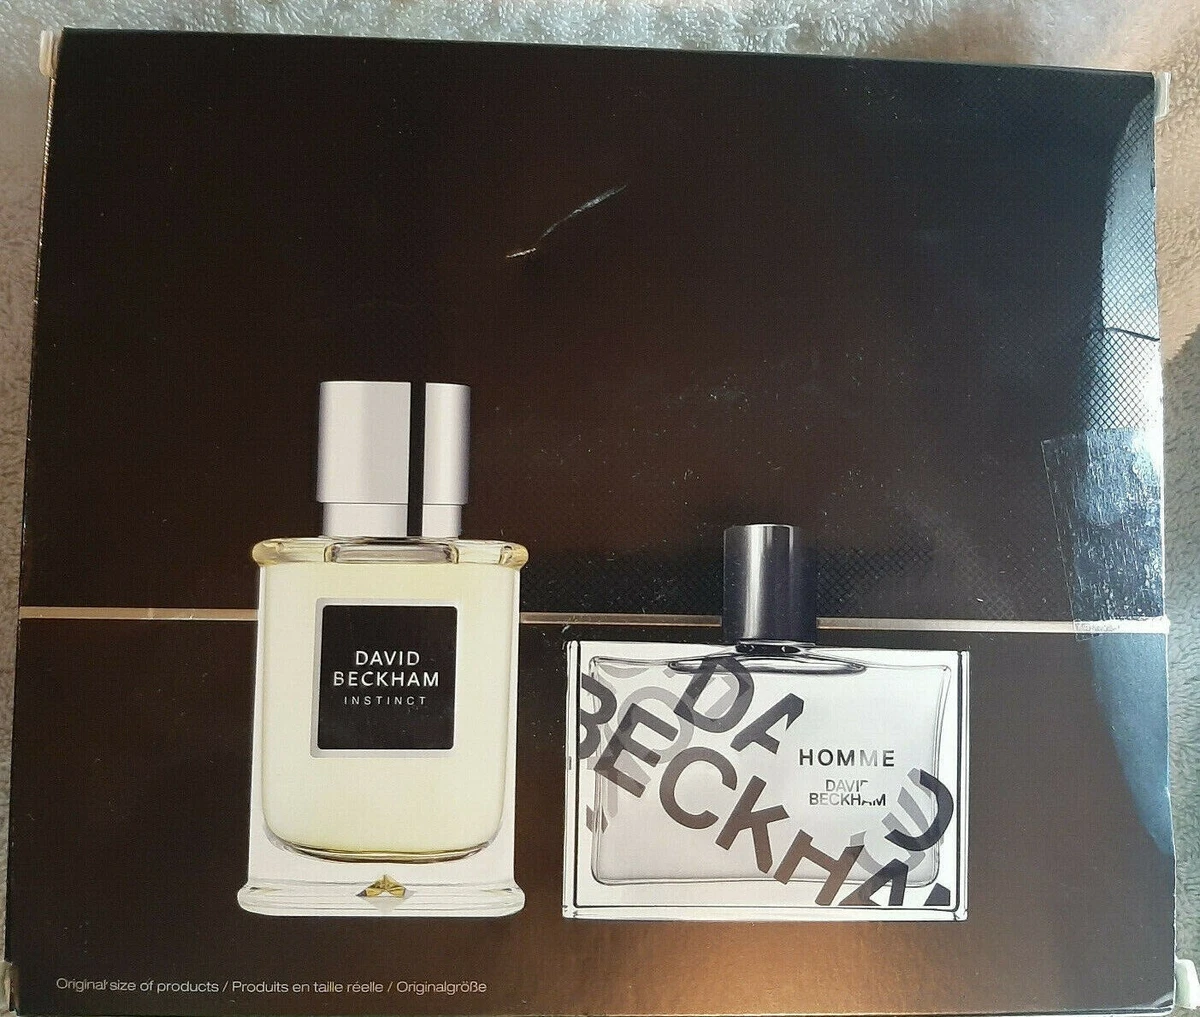 DAVID
BECKHAM
INSTINCT
DA
BECKHA
HOMME
DAVID
BECKHAM
Original size of products / Produits en taille réelle / Originalgröße